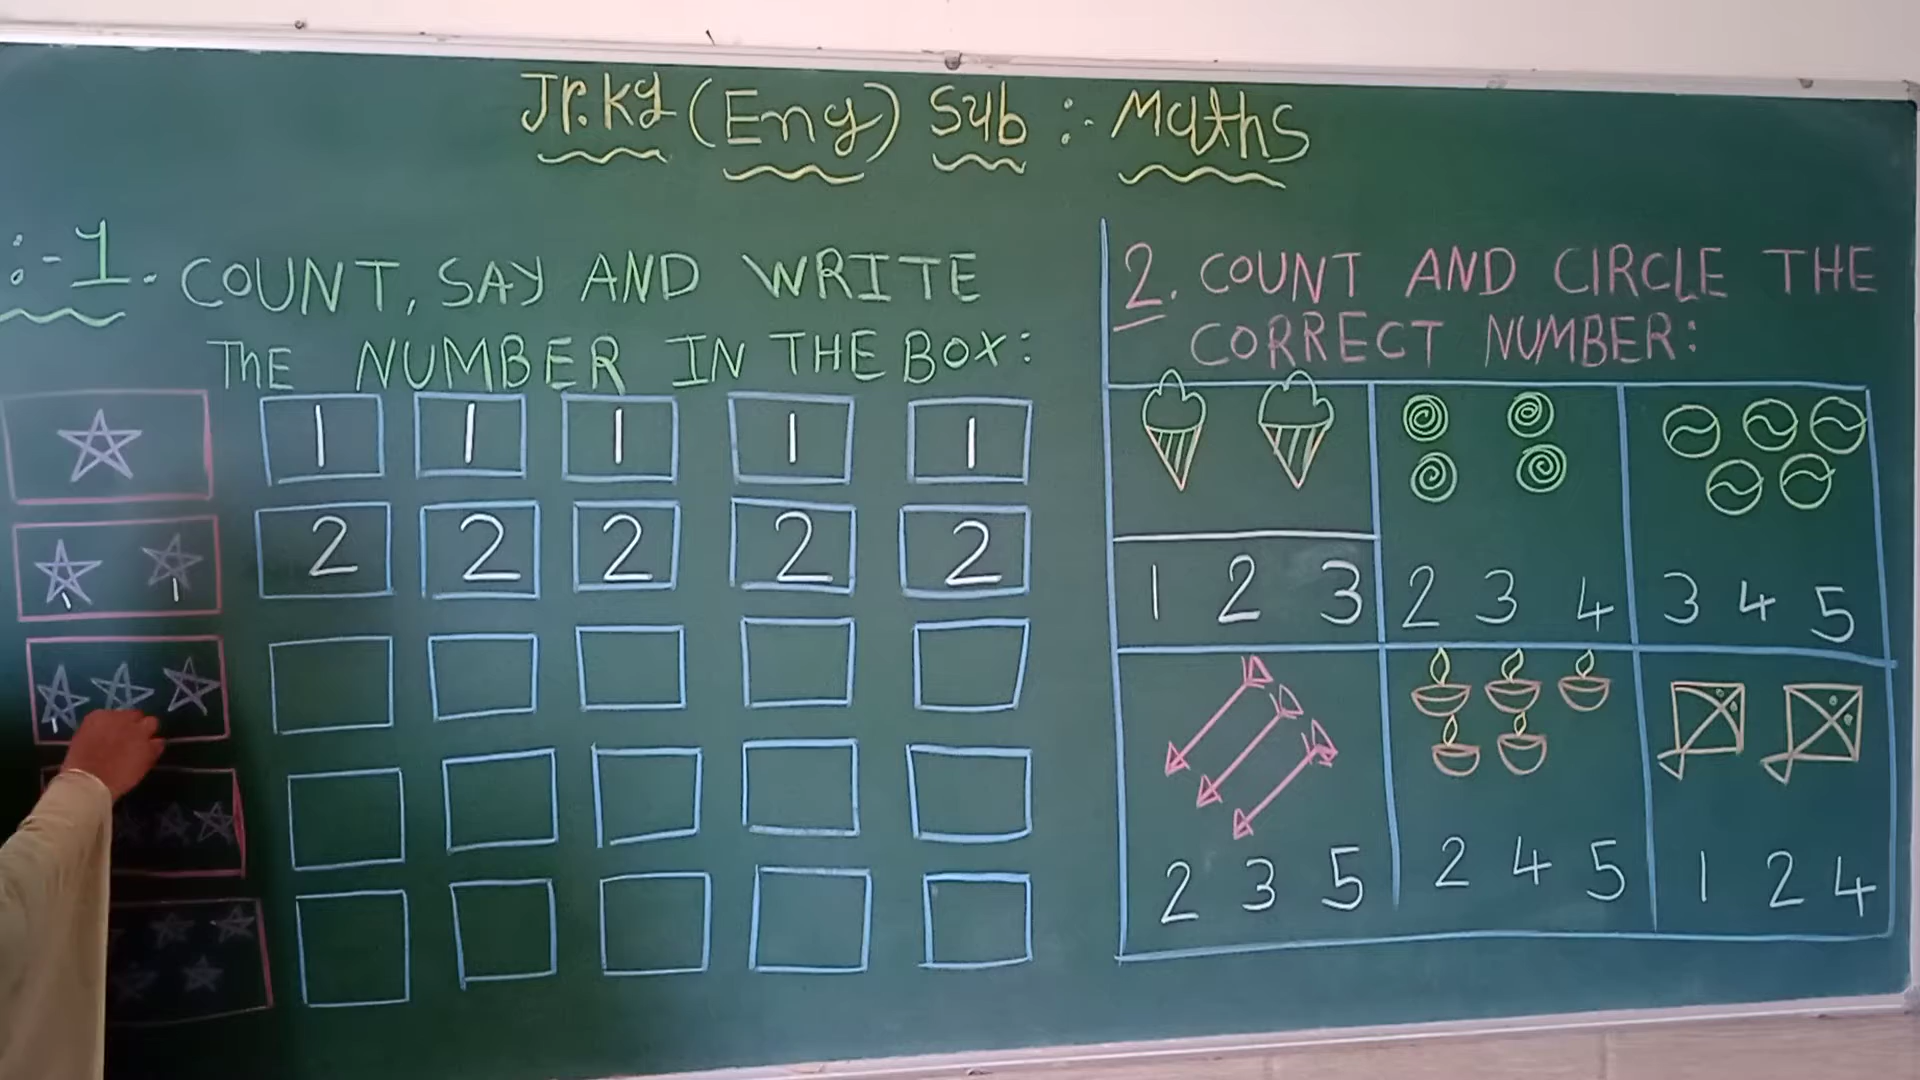 Jr.kg (Eng) Sub :- Maths
:-1. COUNT, SAY AND WRITE
THE NUMBER IN THE BOX:
1 1 1 1 1
2 2 2 2 2
2. COUNT AND CIRCLE THE
CORRECT NUMBER:
1 2 3
2 3 4
3 4 5
2 3 5
2 4 5
1 2 4